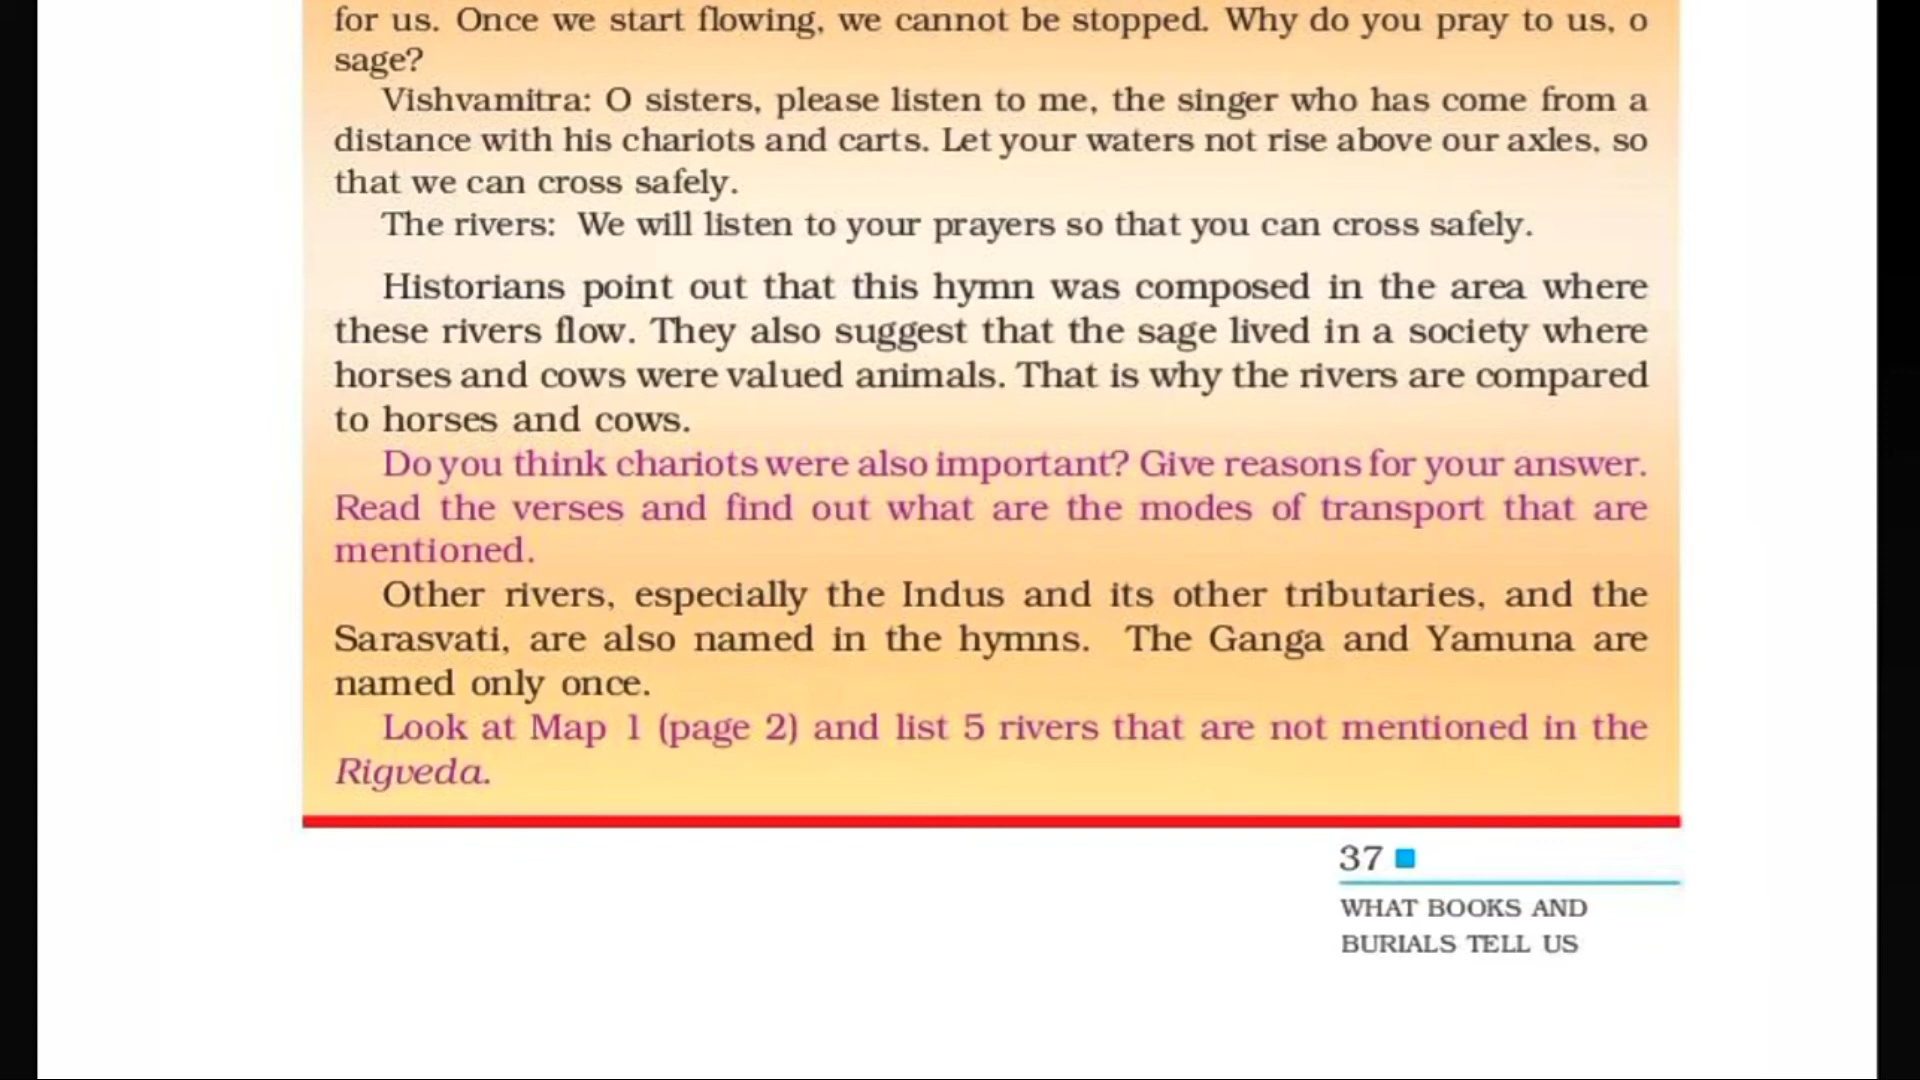 for us. Once we start flowing, we cannot be stopped. Why do you pray to us, o
sage?
Vishvamitra: O sisters, please listen to me, the singer who has come from a
distance with his chariots and carts. Let your waters not rise above our axles, so
that we can cross safely.
The rivers: We will listen to your prayers so that you can cross safely.
Historians point out that this hymn was composed in the area where
these rivers flow. They also suggest that the sage lived in a society where
horses and cows were valued animals. That is why the rivers are compared
to horses and cows.
Do you think chariots were also important? Give reasons for your answer.
Read the verses and find out what are the modes of transport that are
mentioned.
Other rivers, especially the Indus and its other tributaries, and the
Sarasvati, are also named in the hymns. The Ganga and Yamuna are
named only once.
Look at Map 1 (page 2) and list 5 rivers that are not mentioned in the
Rigveda.
37
WHAT BOOKS AND
BURIALS TELL US